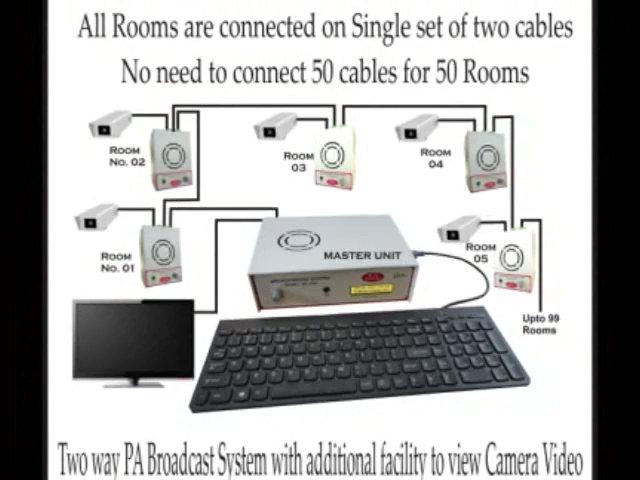 All Rooms are connected on Single set of two cables
No need to connect 50 cables for 50 Rooms
ROOM
No. 02
ROOM
03
ROOM
04
ROOM
No. 01
MASTER UNIT
ROOM
05
Upto 99
Rooms
Two way PA Broadcast System with additional facility to view Camera Video